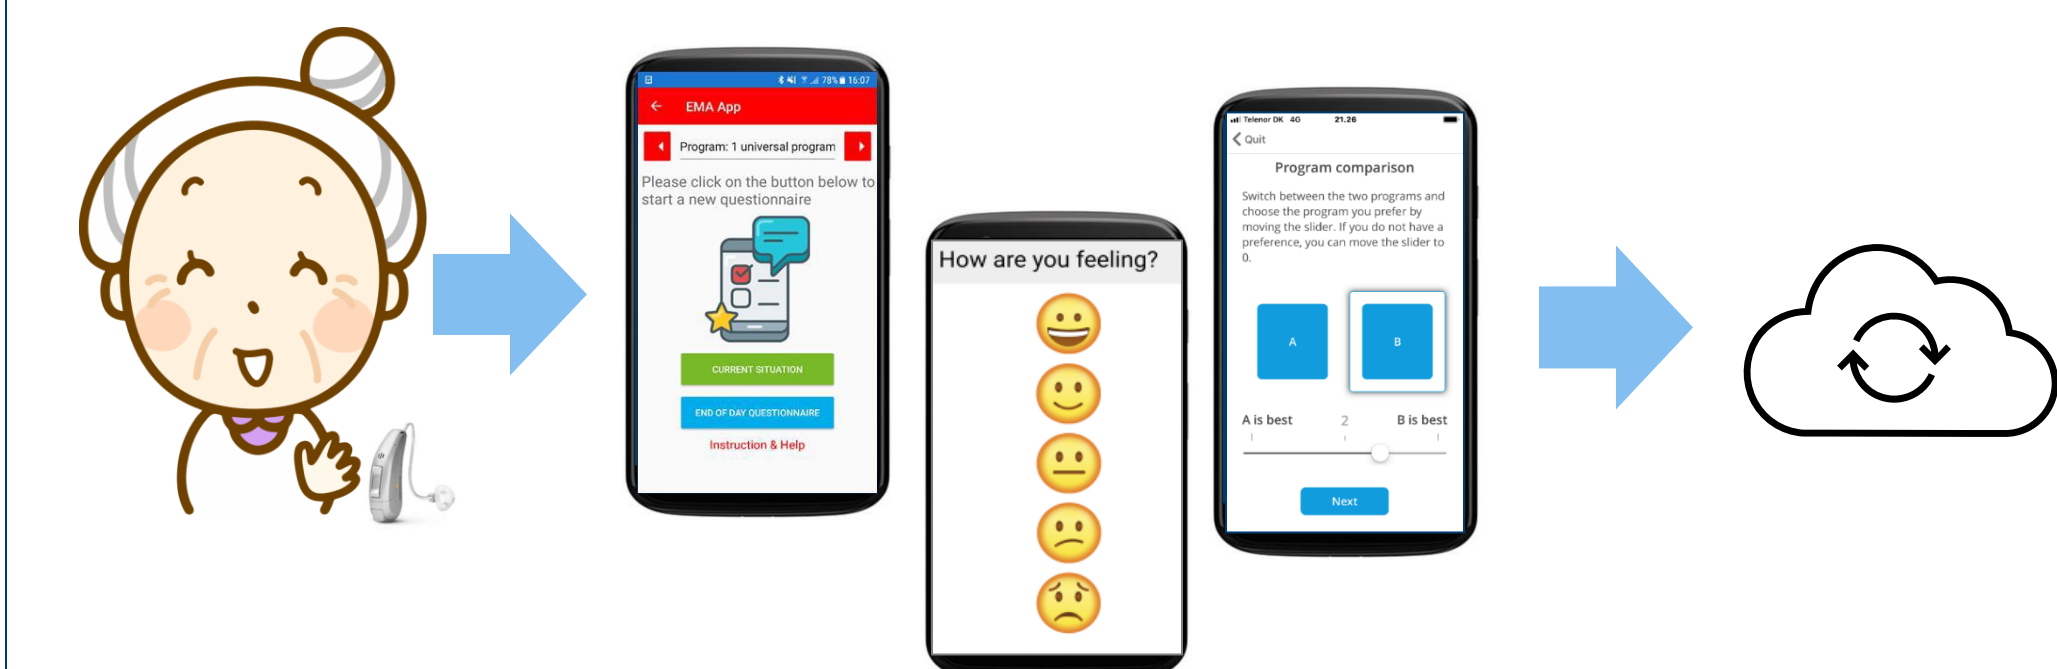 78% 16:07
EMA App
Program: 1 universal program
Please click on the button below to
start a new questionnaire
CURRENT SITUATION
END OF DAY QUESTIONNAIRE
Instruction & Help
How are you feeling?
Telenor DK 4G 21.26
Quit
Program comparison
Switch between the two programs and
choose the program you prefer by
moving the slider. If you do not have a
preference, you can move the slider to
0.
A B
A is best 2 B is best
Next